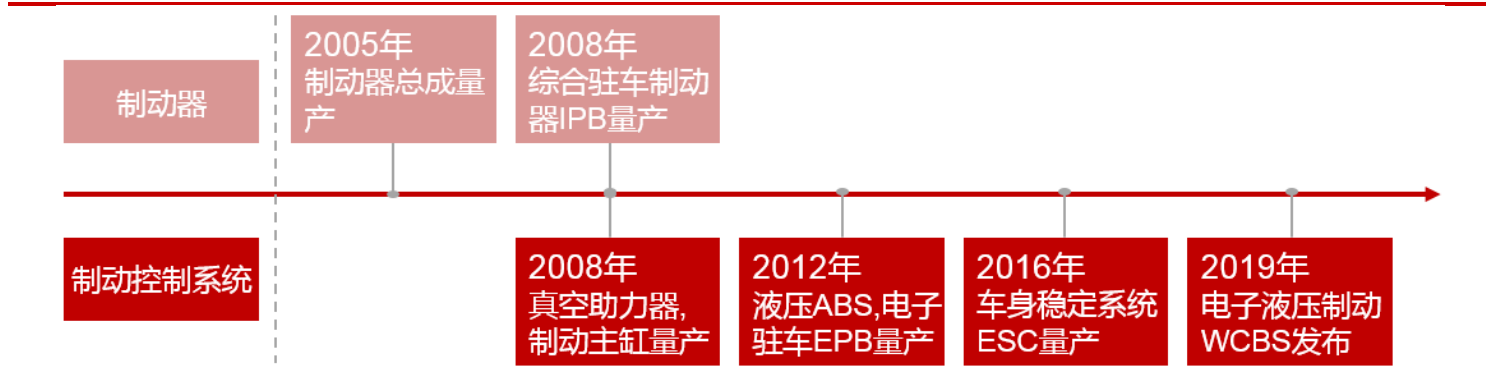 制动器
2005年
制动器总成量
产
2008年
综合驻车制动
器IPB量产
制动控制系统
2008年
真空助力器,
制动主缸量产
2012年
液压ABS,电子
驻车EPB量产
2016年
车身稳定系统
ESC量产
2019年
电子液压制动
WCBS发布